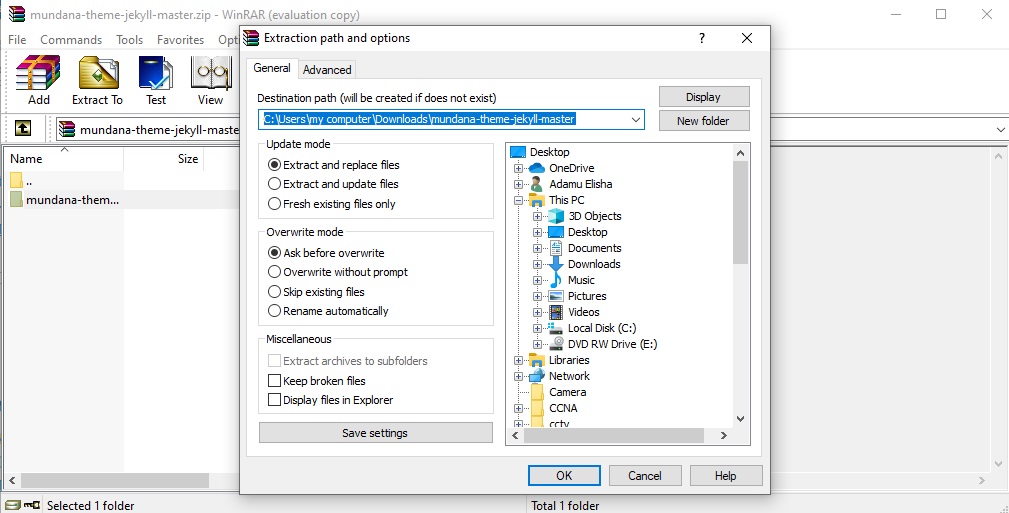 mundana-theme-jekyll-master.zip - WinRAR (evaluation copy)
File Commands Tools Favorites Opt
Add Extract To Test View
mundana-theme-jekyll-maste
Name Size
..
mundana-them...
Extraction path and options
General Advanced
Destination path (will be created if does not exist)
C:\Users\my computer\Downloads\mundana-theme-jekyll-master
Display
New folder
Update mode
Extract and replace files
Extract and update files
Fresh existing files only
Overwrite mode
Ask before overwrite
Overwrite without prompt
Skip existing files
Rename automatically
Miscellaneous
Extract archives to subfolders
Keep broken files
Display files in Explorer
Save settings
Desktop
OneDrive
Adamu Elisha
This PC
3D Objects
Desktop
Documents
Downloads
Music
Pictures
Videos
Local Disk (C:)
DVD RW Drive (E:)
Libraries
Network
Camera
CCNA
cctv
OK Cancel Help
Selected 1 folder
Total 1 folder